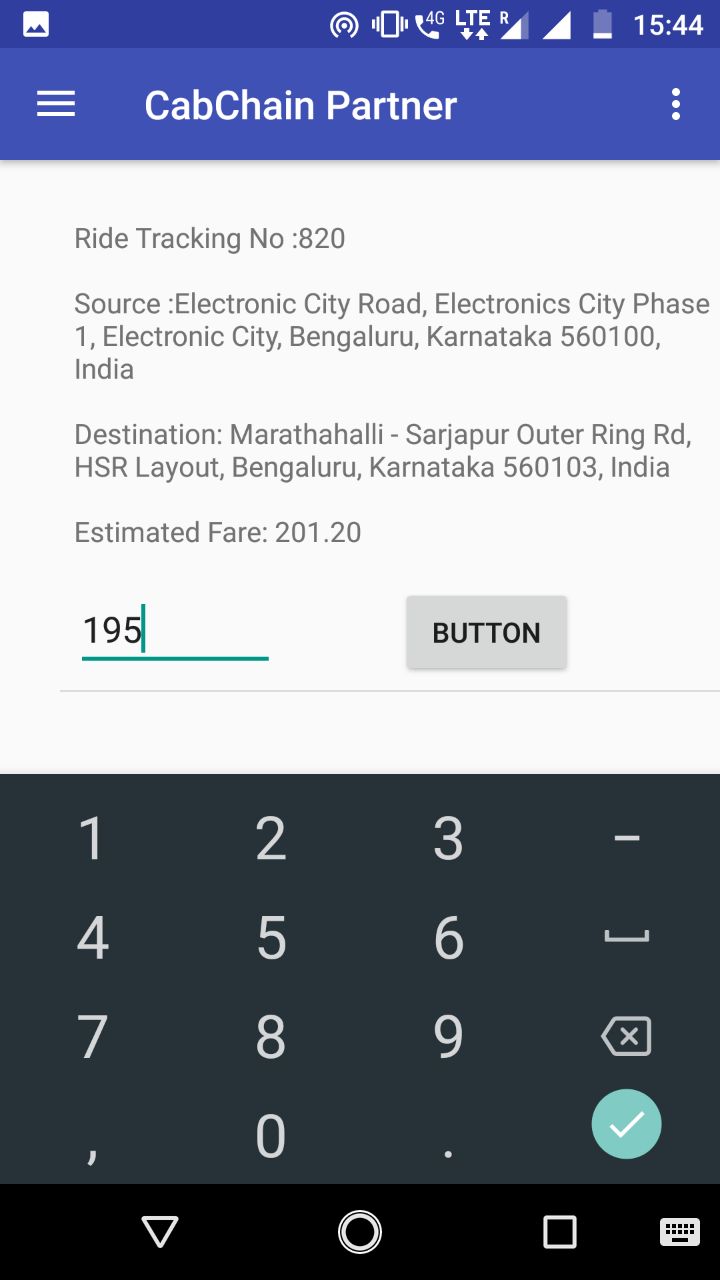 4G LTE R 15:44
CabChain Partner
Ride Tracking No :820
Source :Electronic City Road, Electronics City Phase
1, Electronic City, Bengaluru, Karnataka 560100,
India
Destination: Marathahalli - Sarjapur Outer Ring Rd,
HSR Layout, Bengaluru, Karnataka 560103, India
Estimated Fare: 201.20
195 BUTTON
1 2 3 –
4 5 6
7 8 9
, 0 .